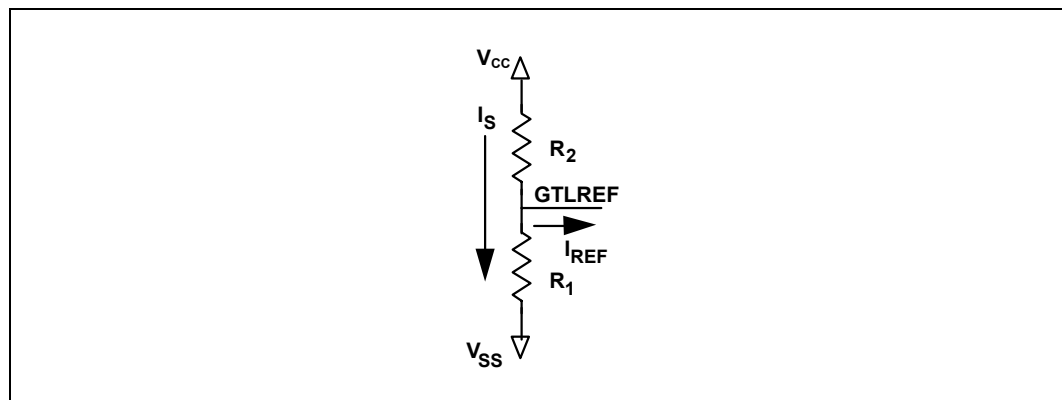 VCC
IS
R2
GTLREF
IREF
R1
VSS